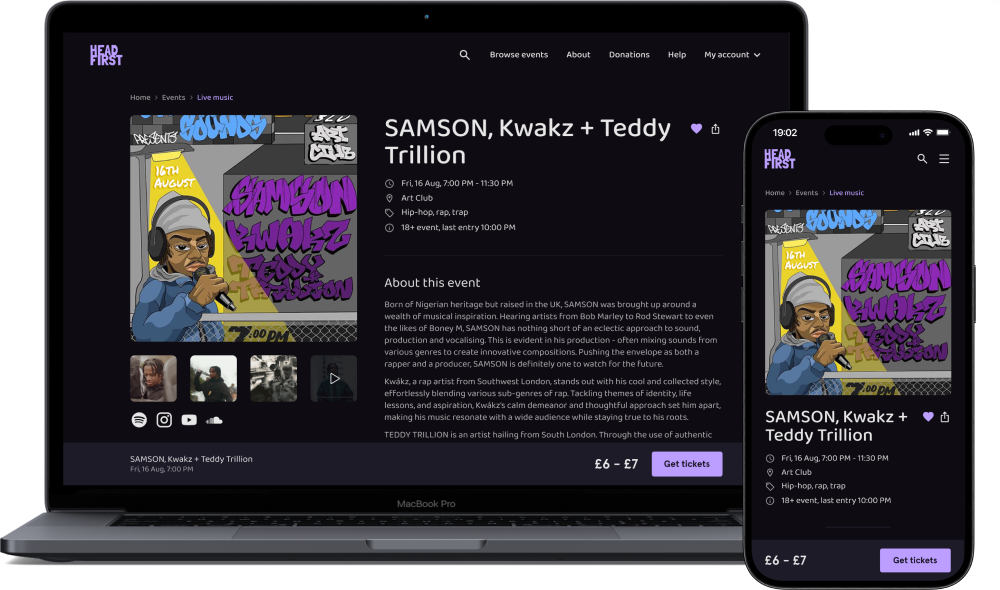 HEAD
FIRST
Browse events
About
Donations
Help
My account
Home > Events > Live music
PRESENTS
SOUNDS
ART
CLUB
16TH
AUGUST
SAMSON
KWAKZ
TEDDY
TRILLION
7.00 PM
SAMSON, Kwakz + Teddy
Trillion
Fri, 16 Aug, 7:00 PM - 11:30 PM
Art Club
Hip-hop, rap, trap
18+ event, last entry 10:00 PM
About this event
Born of Nigerian heritage but raised in the UK, SAMSON was brought up around a
wealth of musical inspiration. Hearing artists from Bob Marley to Rod Stewart to even
the likes of Boney M, SAMSON has nothing short of an eclectic approach to sound,
production and vocalising. This is evident in his production - often mixing sounds from
various genres to create innovative compositions. Pushing the envelope as both a
rapper and a producer, SAMSON is definitely one to watch for the future.
Kwákz, a rap artist from Southwest London, stands out with his cool and collected style,
effortlessly blending various sub-genres of rap. Tackling themes of identity, life
lessons, and aspiration, Kwákz's calm demeanor and thoughtful approach set him apart,
making his music resonate with a wide audience while staying true to his roots.
TEDDY TRILLION is an artist hailing from South London. Through the use of authentic
SAMSON, Kwakz + Teddy Trillion
Fri, 16 Aug, 7:00 PM
£6 – £7
Get tickets
MacBook Pro
19:02
HEAD
FIRST
Home > Events > Live music
PRESENTS
SOUNDS
ART
CLUB
16TH
AUGUST
SAMSON
KWAKZ
TEDDY
TRILLION
7.00 PM
SAMSON, Kwakz +
Teddy Trillion
Fri, 16 Aug, 7:00 PM - 11:30 PM
Art Club
Hip-hop, rap, trap
18+ event, last entry 10:00 PM
£6 – £7
Get tickets